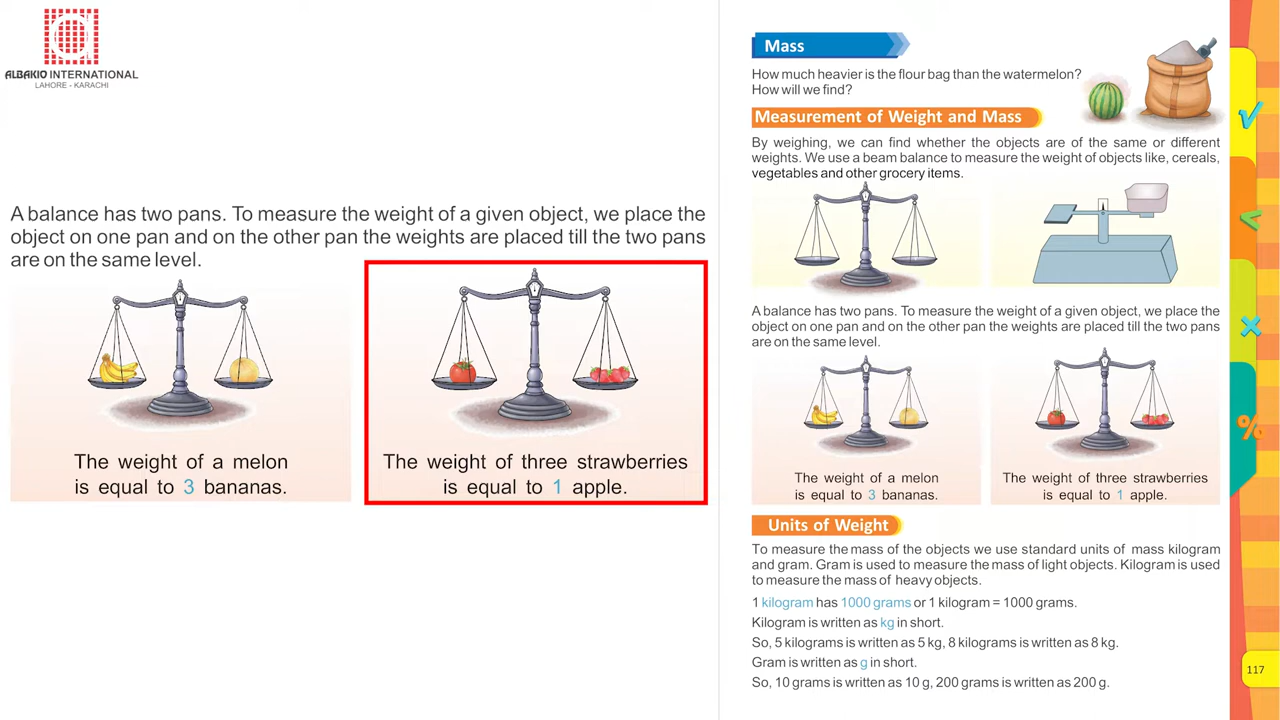 ALBAKIO INTERNATIONAL
LAHORE - KARACHI
A balance has two pans. To measure the weight of a given object, we place the
object on one pan and on the other pan the weights are placed till the two pans
are on the same level.
The weight of a melon
is equal to 3 bananas.
The weight of three strawberries
is equal to 1 apple.
Mass
How much heavier is the flour bag than the watermelon?
How will we find?
Measurement of Weight and Mass
By weighing, we can find whether the objects are of the same or different
weights. We use a beam balance to measure the weight of objects like, cereals,
vegetables and other grocery items.
A balance has two pans. To measure the weight of a given object, we place the
object on one pan and on the other pan the weights are placed till the two pans
are on the same level.
The weight of a melon
is equal to 3 bananas.
The weight of three strawberries
is equal to 1 apple.
Units of Weight
To measure the mass of the objects we use standard units of mass kilogram
and gram. Gram is used to measure the mass of light objects. Kilogram is used
to measure the mass of heavy objects.
1 kilogram has 1000 grams or 1 kilogram = 1000 grams.
Kilogram is written as kg in short.
So, 5 kilograms is written as 5 kg, 8 kilograms is written as 8 kg.
Gram is written as g in short.
So, 10 grams is written as 10 g, 200 grams is written as 200 g.
√
<
×
%
117